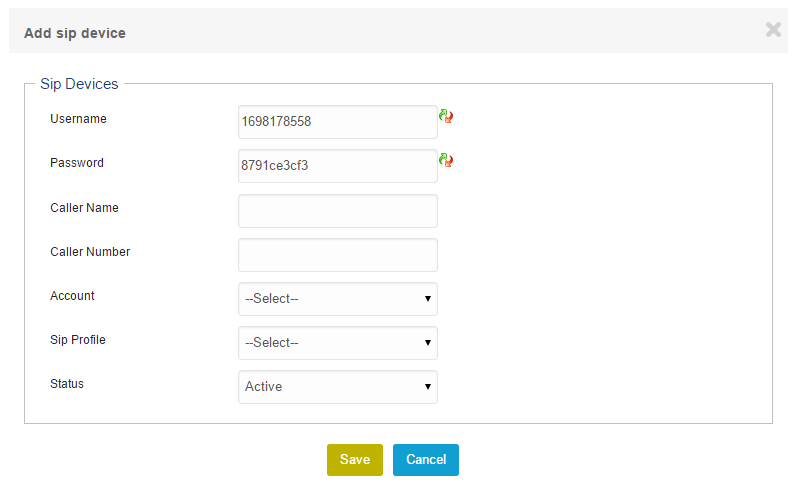 Add sip device
Sip Devices
Username 1698178558
Password 8791ce3cf3
Caller Name
Caller Number
Account --Select--
Sip Profile --Select--
Status Active
Save Cancel